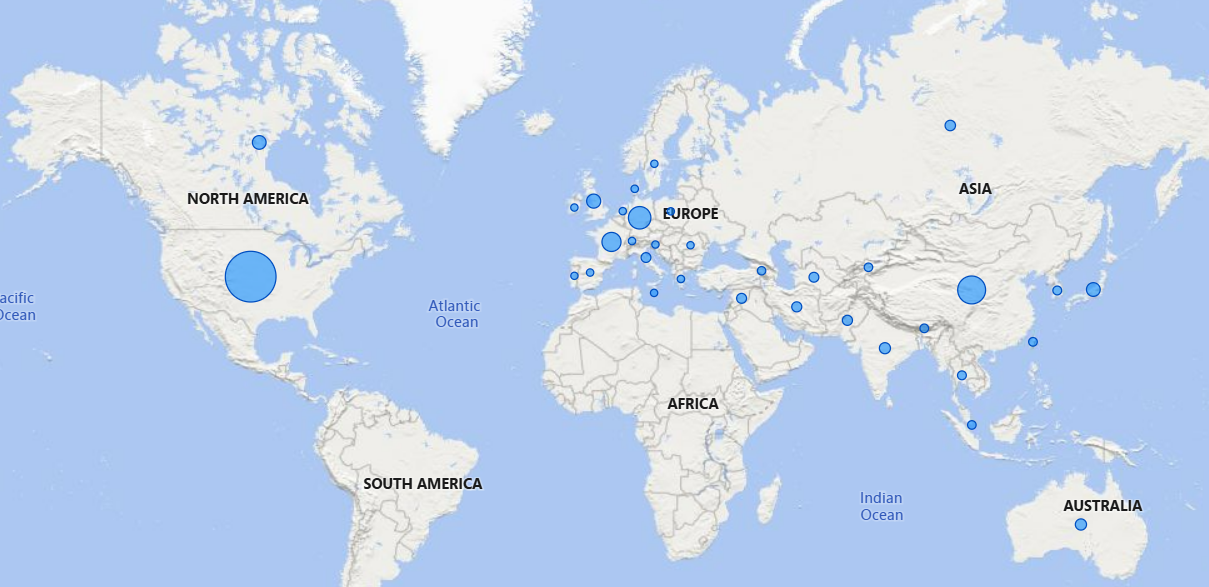 NORTH AMERICA
EUROPE
ASIA
acific
Ocean
Atlantic
Ocean
AFRICA
SOUTH AMERICA
Indian
Ocean
AUSTRALIA